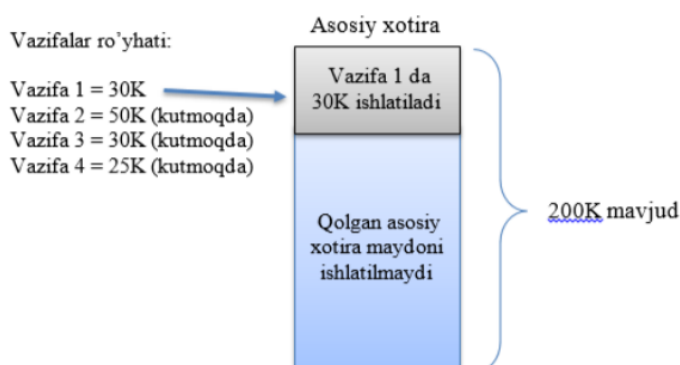 Vazifalar ro’yhati:
Vazifa 1 = 30K
Vazifa 2 = 50K (kutmoqda)
Vazifa 3 = 30K (kutmoqda)
Vazifa 4 = 25K (kutmoqda)
Asosiy xotira
Vazifa 1 da
30K ishlatiladi
Qolgan asosiy
xotira maydoni
ishlatilmaydi
200K mavjud